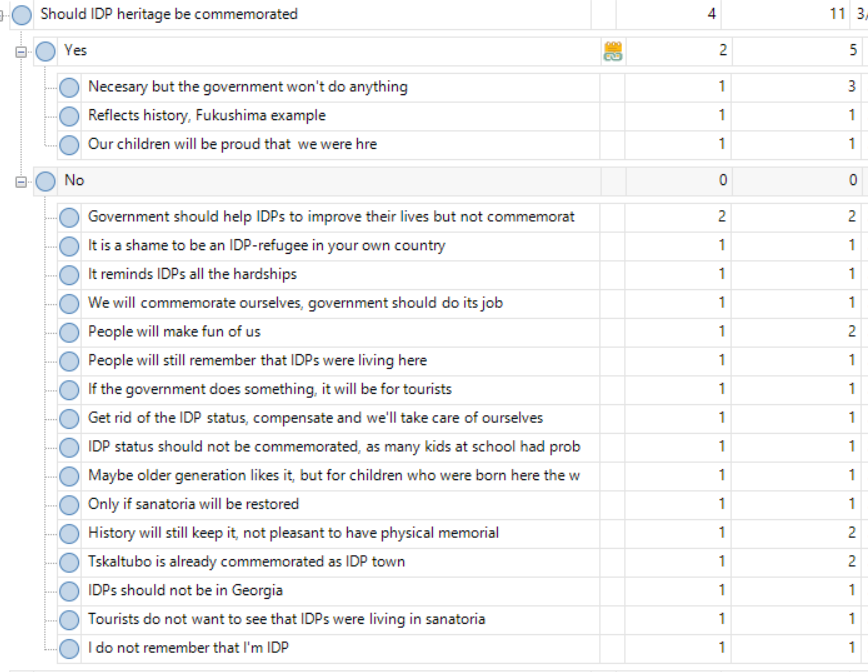 Should IDP heritage be commemorated 4 11 3
Yes 2 5
Necesary but the government won't do anything 1 3
Reflects history, Fukushima example 1 1
Our children will be proud that we were hre 1 1
No 0 0
Government should help IDPs to improve their lives but not commemorat 2 2
It is a shame to be an IDP-refugee in your own country 1 1
It reminds IDPs all the hardships 1 1
We will commemorate ourselves, government should do its job 1 1
People will make fun of us 1 2
People will still remember that IDPs were living here 1 1
If the government does something, it will be for tourists 1 1
Get rid of the IDP status, compensate and we'll take care of ourselves 1 1
IDP status should not be commemorated, as many kids at school had prob 1 1
Maybe older generation likes it, but for children who were born here the w 1 1
Only if sanatoria will be restored 1 1
History will still keep it, not pleasant to have physical memorial 1 2
Tskaltubo is already commemorated as IDP town 1 2
IDPs should not be in Georgia 1 1
Tourists do not want to see that IDPs were living in sanatoria 1 1
I do not remember that I'm IDP 1 1